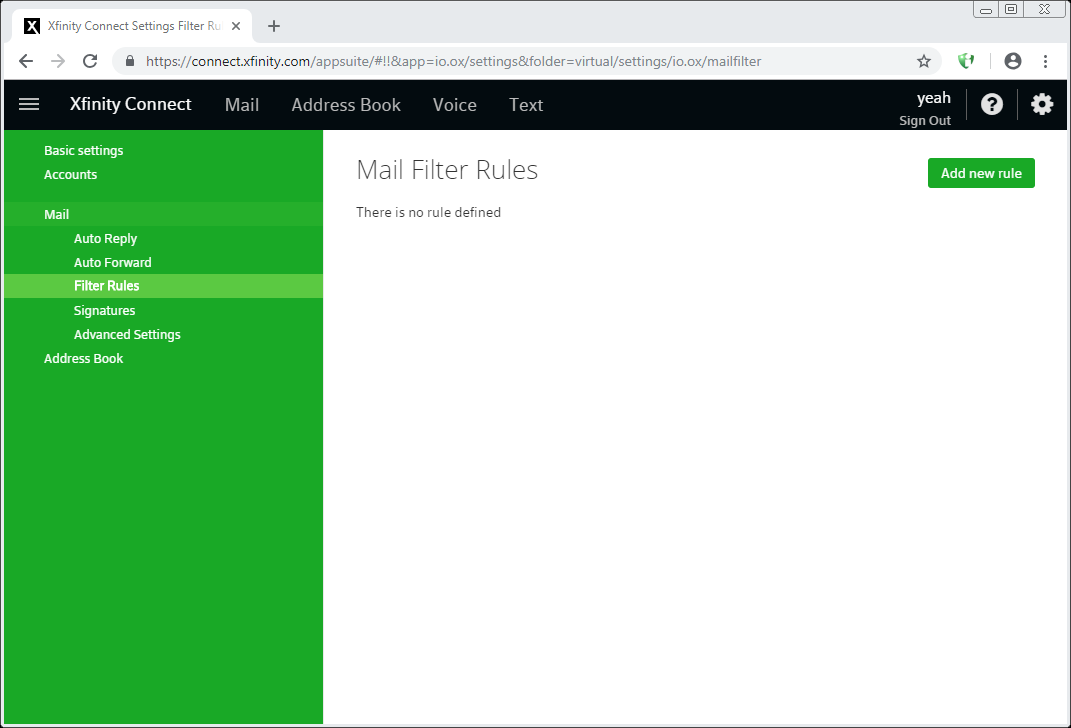 X Xfinity Connect Settings Filter Ru
https://connect.xfinity.com/appsuite/#!!&app=io.ox/settings&folder=virtual/settings/io.ox/mailfilter
Xfinity Connect Mail Address Book Voice Text yeah
Sign Out
Basic settings
Accounts
Mail
Auto Reply
Auto Forward
Filter Rules
Signatures
Advanced Settings
Address Book
Mail Filter Rules
Add new rule
There is no rule defined